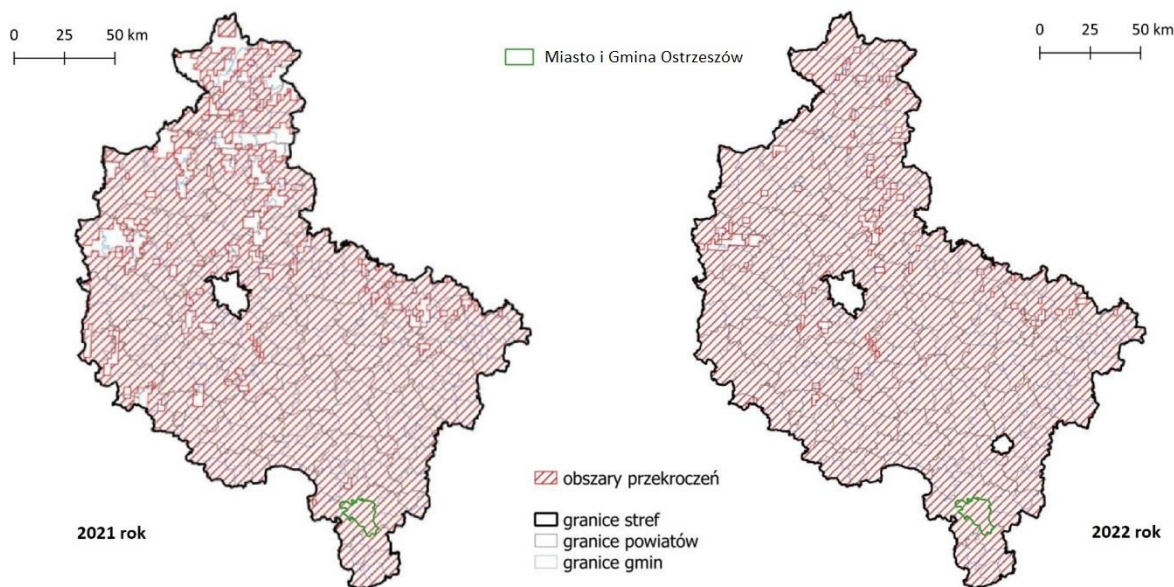 0 25 50 km
Miasto i Gmina Ostrzeszów
0 25 50 km
obszary przekroczeń
granice stref
granice powiatów
granice gmin
2021 rok
2022 rok